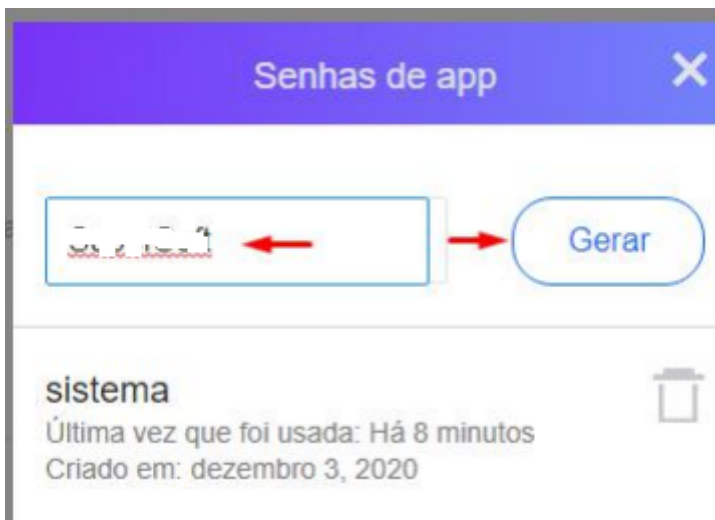 Senhas de app
Gerar
sistema
Última vez que foi usada: Há 8 minutos
Criado em: dezembro 3, 2020